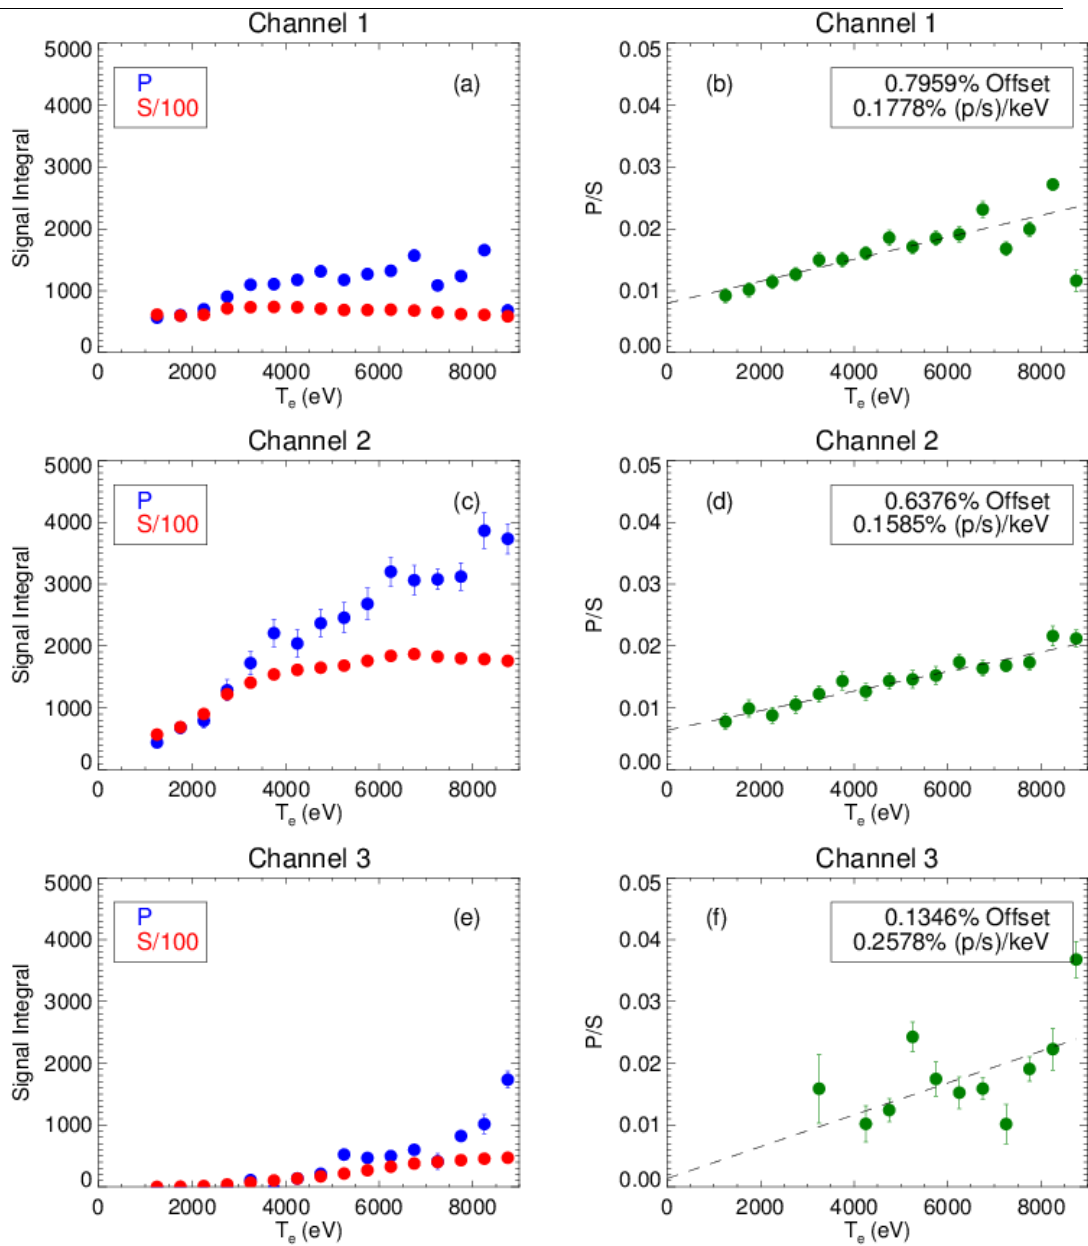 Channel 1
5000
4000
3000
2000
1000
0
Signal Integral
P
S/100
(a)
0 2000 4000 6000 8000
Te (eV)
Channel 1
0.05
0.04
0.03
0.02
0.01
0.00
P/S
(b)
0.7959% Offset
0.1778% (p/s)/keV
0 2000 4000 6000 8000
Te (eV)
Channel 2
5000
4000
3000
2000
1000
0
Signal Integral
P
S/100
(c)
0 2000 4000 6000 8000
Te (eV)
Channel 2
0.05
0.04
0.03
0.02
0.01
0.00
P/S
(d)
0.6376% Offset
0.1585% (p/s)/keV
0 2000 4000 6000 8000
Te (eV)
Channel 3
5000
4000
3000
2000
1000
0
Signal Integral
P
S/100
(e)
0 2000 4000 6000 8000
Te (eV)
Channel 3
0.05
0.04
0.03
0.02
0.01
0.00
P/S
(f)
0.1346% Offset
0.2578% (p/s)/keV
0 2000 4000 6000 8000
Te (eV)